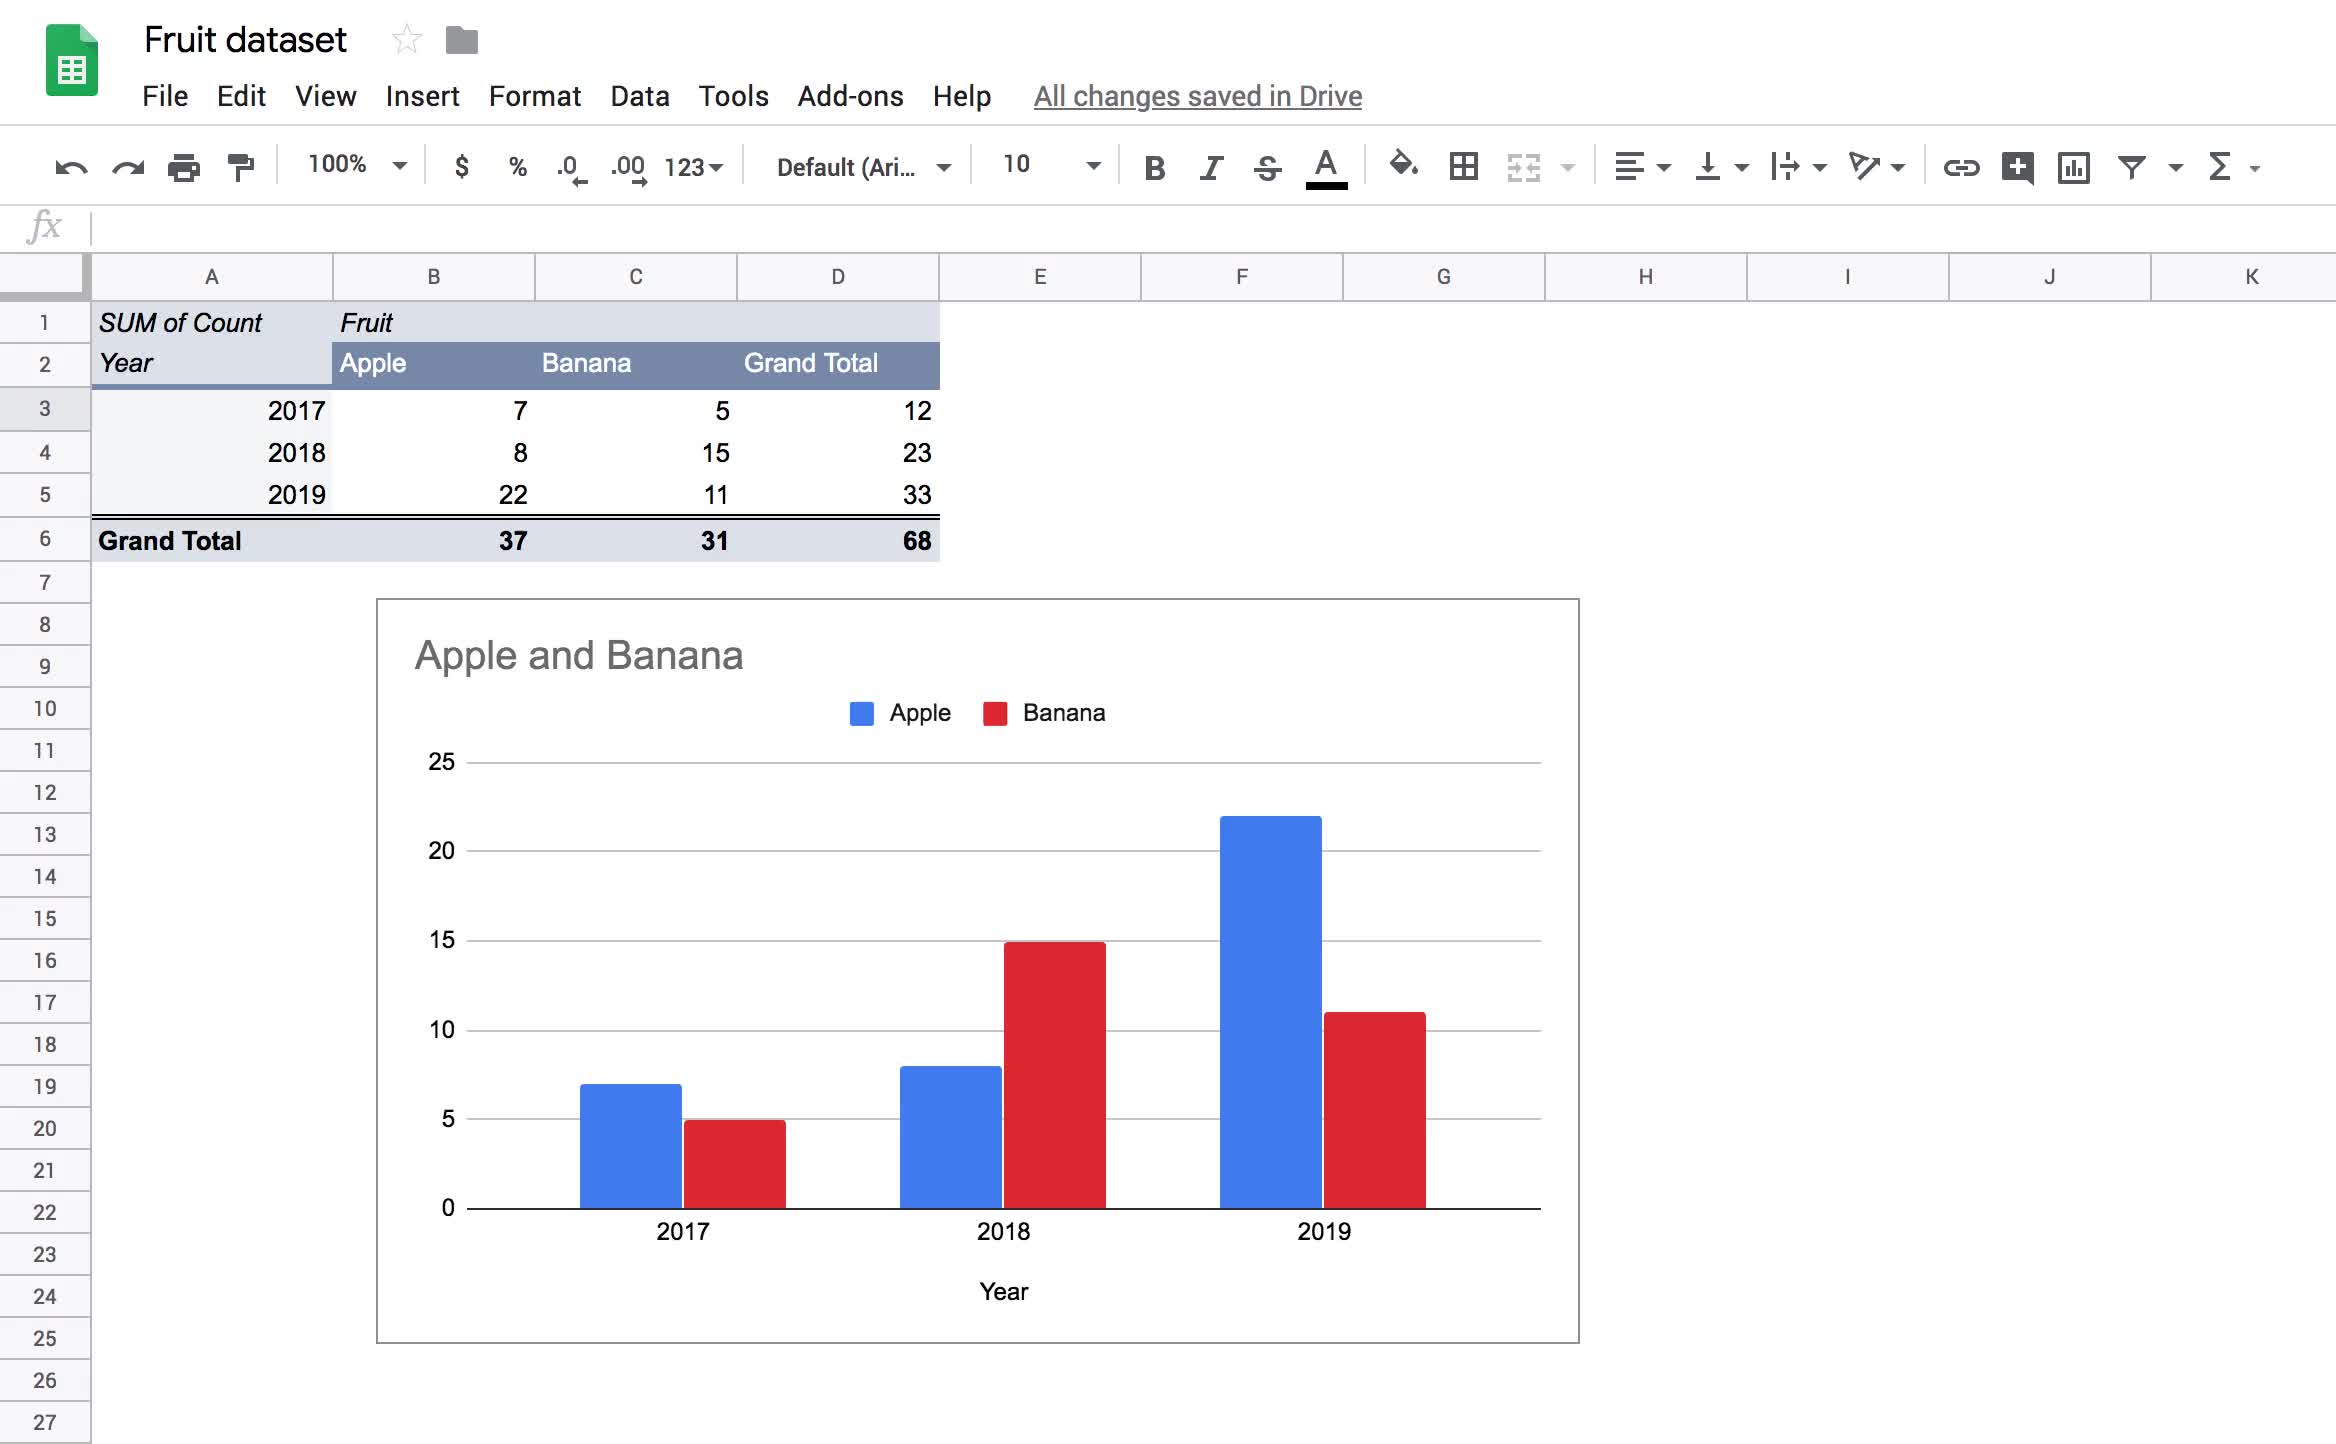 Fruit dataset
File Edit View Insert Format Data Tools Add-ons Help All changes saved in Drive
100% $ % .0 .00 123 Default (Ari... 10 B I S A
fx
A B C D E F G H I J K
1 SUM of Count Fruit
2 Year Apple Banana Grand Total
3 2017 7 5 12
4 2018 8 15 23
5 2019 22 11 33
6 Grand Total 37 31 68
7
8
9
10
11
12
13
14
15
16
17
18
19
20
21
22
23
24
25
26
27
Apple and Banana
Apple Banana
25
20
15
10
5
0
2017 2018 2019
Year